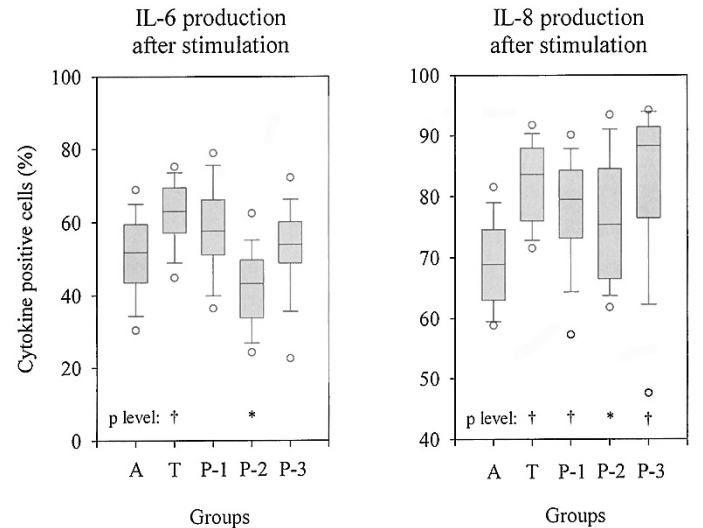 IL-6 production
after stimulation
IL-8 production
after stimulation
Cytokine positive cells (%)
100
80
60
40
20
0
p level: † *
A T P-1 P-2 P-3
Groups
100
90
80
70
60
50
40
p level: † † * †
A T P-1 P-2 P-3
Groups